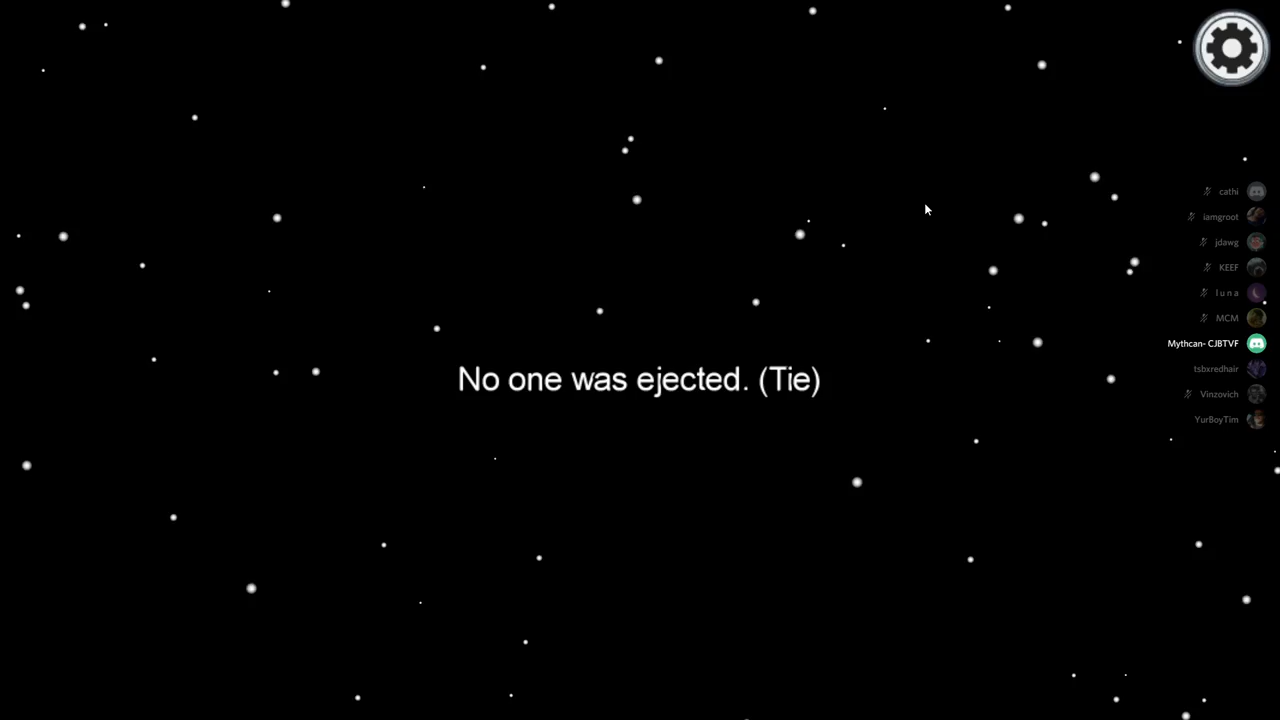 cathi
iamgroot
jdawg
KEEF
l u n a
MCM
Mythcan- CJBTVF
tsbxredhair
No one was ejected. (Tie)
Vinzovich
YurBoyTim